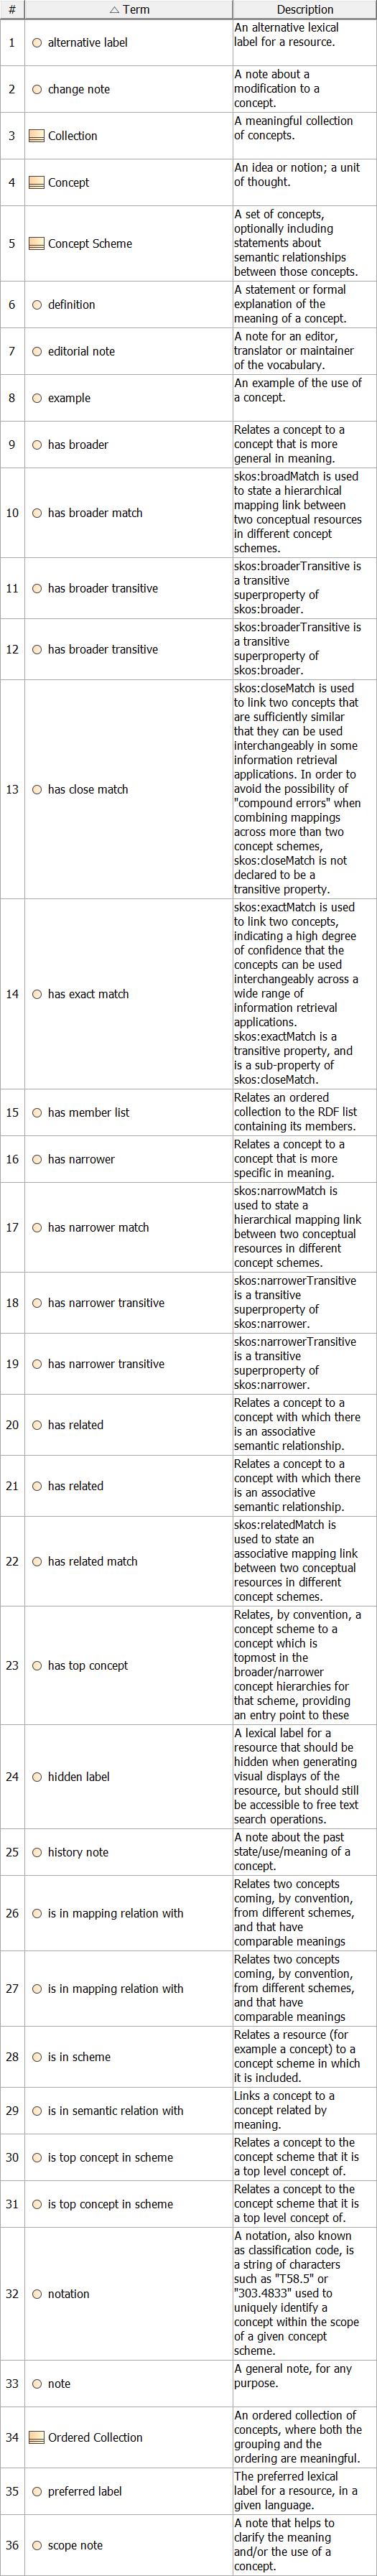 # Term Description
1 alternative label An alternative lexical
label for a resource.
2 change note A note about a
modification to a
concept.
3 Collection A meaningful collection
of concepts.
4 Concept An idea or notion; a unit
of thought.
5 Concept Scheme A set of concepts,
optionally including
statements about
semantic relationships
between those concepts.
6 definition A statement or formal
explanation of the
meaning of a concept.
7 editorial note A note for an editor,
translator or maintainer
of the vocabulary.
8 example An example of the use of
a concept.
9 has broader Relates a concept to a
concept that is more
general in meaning.
10 has broader match skos:broadMatch is used
to state a hierarchical
mapping link between
two conceptual resources
in different concept
schemes.
11 has broader transitive skos:broaderTransitive is
a transitive
superproperty of
skos:broader.
12 has broader transitive skos:broaderTransitive is
a transitive
superproperty of
skos:broader.
13 has close match skos:closeMatch is used
to link two concepts that
are sufficiently similar
that they can be used
interchangeably in some
information retrieval
applications. In order to
avoid the possibility of
"compound errors" when
combining mappings
across more than two
concept schemes,
skos:closeMatch is not
declared to be a
transitive property.
14 has exact match skos:exactMatch is used
to link two concepts,
indicating a high degree
of confidence that the
concepts can be used
interchangeably across a
wide range of
information retrieval
applications.
skos:exactMatch is a
transitive property, and
is a sub-property of
skos:closeMatch.
15 has member list Relates an ordered
collection to the RDF list
containing its members.
16 has narrower Relates a concept to a
concept that is more
specific in meaning.
17 has narrower match skos:narrowMatch is
used to state a
hierarchical mapping link
between two conceptual
resources in different
concept schemes.
18 has narrower transitive skos:narrowerTransitive
is a transitive
superproperty of
skos:narrower.
19 has narrower transitive skos:narrowerTransitive
is a transitive
superproperty of
skos:narrower.
20 has related Relates a concept to a
concept with which there
is an associative
semantic relationship.
21 has related Relates a concept to a
concept with which there
is an associative
semantic relationship.
22 has related match skos:relatedMatch is
used to state an
associative mapping link
between two conceptual
resources in different
concept schemes.
23 has top concept Relates, by convention, a
concept scheme to a
concept which is
topmost in the
broader/narrower
concept hierarchies for
that scheme, providing
an entry point to these
24 hidden label A lexical label for a
resource that should be
hidden when generating
visual displays of the
resource, but should still
be accessible to free text
search operations.
25 history note A note about the past
state/use/meaning of a
concept.
26 is in mapping relation with Relates two concepts
coming, by convention,
from different schemes,
and that have
comparable meanings
27 is in mapping relation with Relates two concepts
coming, by convention,
from different schemes,
and that have
comparable meanings
28 is in scheme Relates a resource (for
example a concept) to a
concept scheme in which
it is included.
29 is in semantic relation with Links a concept to a
concept related by
meaning.
30 is top concept in scheme Relates a concept to the
concept scheme that it is
a top level concept of.
31 is top concept in scheme Relates a concept to the
concept scheme that it is
a top level concept of.
32 notation A notation, also known
as classification code, is
a string of characters
such as "T58.5" or
"303.4833" used to
uniquely identify a
concept within the scope
of a given concept
scheme.
33 note A general note, for any
purpose.
34 Ordered Collection An ordered collection of
concepts, where both the
grouping and the
ordering are meaningful.
35 preferred label The preferred lexical
label for a resource, in a
given language.
36 scope note A note that helps to
clarify the meaning
and/or the use of a
concept.